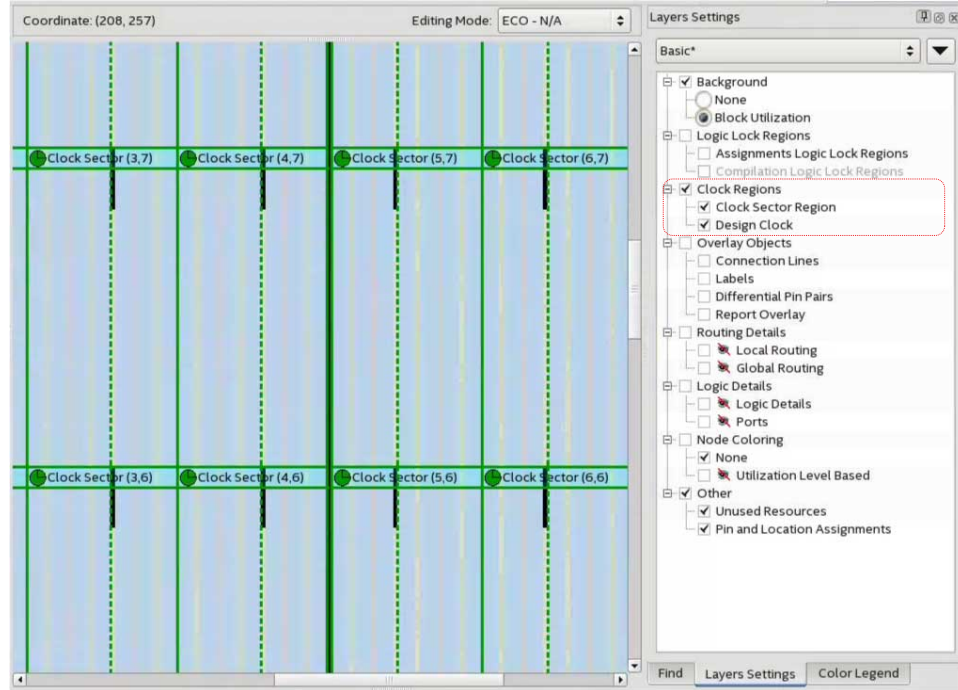 Coordinate: (208, 257)
Editing Mode: ECO - N/A
Clock Sector (3,7)
Clock Sector (4,7)
Clock Sector (5,7)
Clock Sector (6,7)
Clock Sector (3,6)
Clock Sector (4,6)
Clock Sector (5,6)
Clock Sector (6,6)
Layers Settings
Basic*
Background
None
Block Utilization
Logic Lock Regions
Assignments Logic Lock Regions
Compilation Logic Lock Regions
Clock Regions
Clock Sector Region
Design Clock
Overlay Objects
Connection Lines
Labels
Differential Pin Pairs
Report Overlay
Routing Details
Local Routing
Global Routing
Logic Details
Logic Details
Ports
Node Coloring
None
Utilization Level Based
Other
Unused Resources
Pin and Location Assignments
Find
Layers Settings
Color Legend